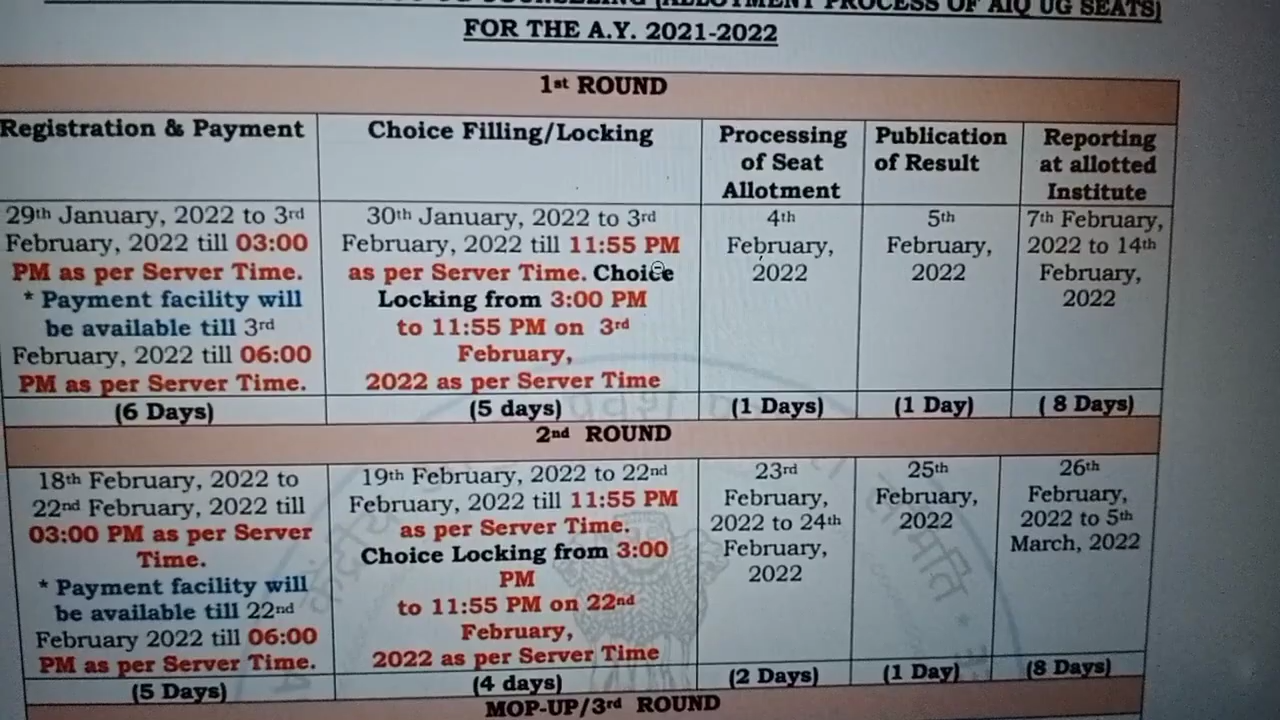 [ALLOTMENT PROCESS OF AIQ UG SEATS]
FOR THE A.Y. 2021-2022
1st ROUND
Registration & Payment
Choice Filling/Locking
Processing
of Seat
Allotment
Publication
of Result
Reporting
at allotted
Institute
29th January, 2022 to 3rd
February, 2022 till 03:00
PM as per Server Time.
* Payment facility will
be available till 3rd
February, 2022 till 06:00
PM as per Server Time.
30th January, 2022 to 3rd
February, 2022 till 11:55 PM
as per Server Time. Choice
Locking from 3:00 PM
to 11:55 PM on 3rd
February,
2022 as per Server Time
4th
February,
2022
5th
February,
2022
7th February,
2022 to 14th
February,
2022
(6 Days)
(5 days)
(1 Days)
(1 Day)
( 8 Days)
2nd ROUND
18th February, 2022 to
22nd February, 2022 till
03:00 PM as per Server
Time.
* Payment facility will
be available till 22nd
February 2022 till 06:00
PM as per Server Time.
19th February, 2022 to 22nd
February, 2022 till 11:55 PM
as per Server Time.
Choice Locking from 3:00
PM
to 11:55 PM on 22nd
February,
2022 as per Server Time
23rd
February,
2022 to 24th
February,
2022
25th
February,
2022
26th
February,
2022 to 5th
March, 2022
(5 Days)
(4 days)
(2 Days)
(1 Day)
(8 Days)
MOP-UP/3rd ROUND